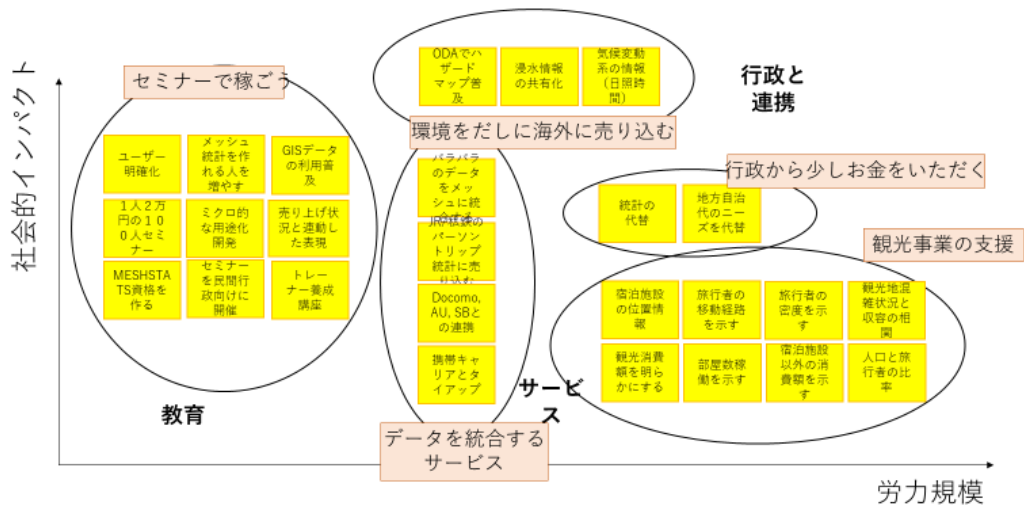 社会的インパクト
セミナーで稼ごう
ユーザー
明確化
メッシュ
統計を作
れる人を
増やす
GISデータ
の利用普
及
1人2万
円の10
0人セミ
ナー
ミクロ的
な用途化
開発
売り上げ状
況と連動し
た表現
MESHSTA
TS資格を
作る
セミナー
を民間行
政向けに
開催
トレー
ナー養成
講座
教育
ODAでハ
ザード
マップ普
及
浸水情報
の共有化
気候変動
系の情報
(日照時
間)
環境をだしに海外に売り込む
バラバラ
のデータ
をメッ
シュに統
合する
JR、私鉄の
パーソン
トリップ
統計に売
り込む
Docomo,
AU, SBと
の連携
携帯キャ
リアとタ
イアップ
データを統合する
サービス
サービ
ス
行政と
連携
行政から少しお金をいただく
統計の
代替
地方自治
代のニー
ズを代替
観光事業の支援
宿泊施設
の位置情
報
旅行者の
移動経路
を示す
旅行者の
密度を示
す
観光地混
雑状況と
収容の相
関
観光消費
額を明ら
かにする
部屋数稼
働を示す
宿泊施設
以外の消
費額を示
す
人口と旅
行者の比
率
労力規模